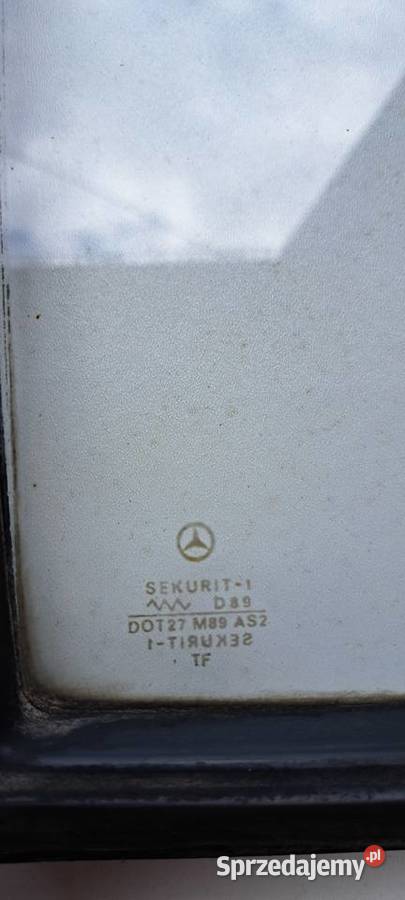 SEKURIT-1
D89
DOT27 M89 AS2
SEKURIT-1
TF
Sprzedajemy.pl